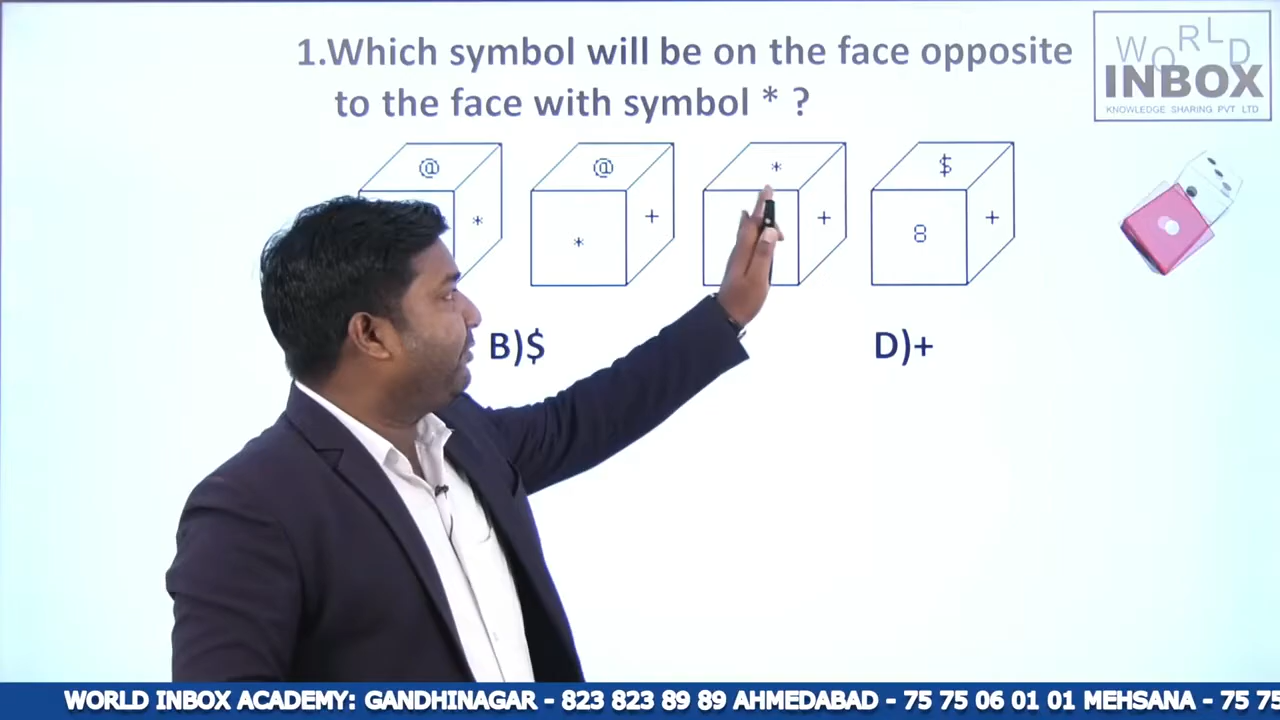 1.Which symbol will be on the face opposite
to the face with symbol * ?
WORLD
INBOX
KNOWLEDGE SHARING PVT LTD
@ @ * $
* + + +
* 8
B)$ D)+
WORLD INBOX ACADEMY: GANDHINAGAR - 823 823 89 89 AHMEDABAD - 75 75 06 01 01 MEHSANA - 75 75